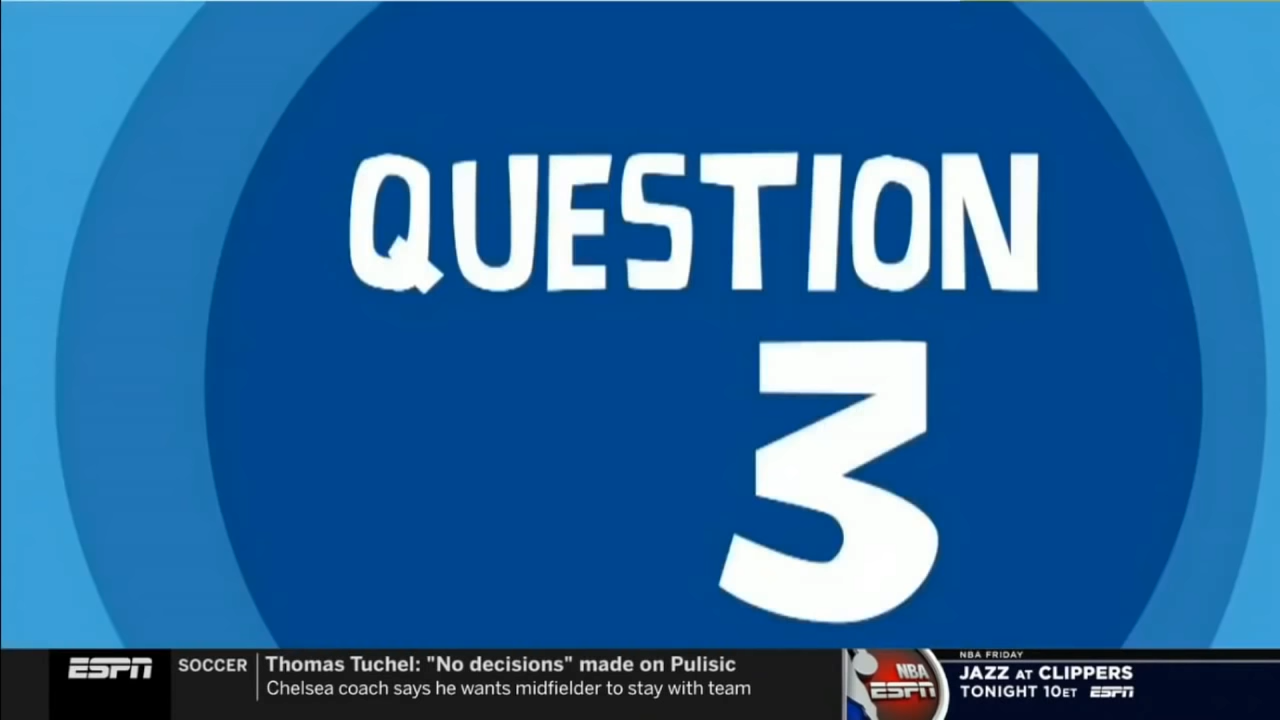 QUESTION
3
ESPN
SOCCER
Thomas Tuchel: "No decisions" made on Pulisic
Chelsea coach says he wants midfielder to stay with team
NBA
ESPN
NBA FRIDAY
JAZZ AT CLIPPERS
TONIGHT 10ET ESPN